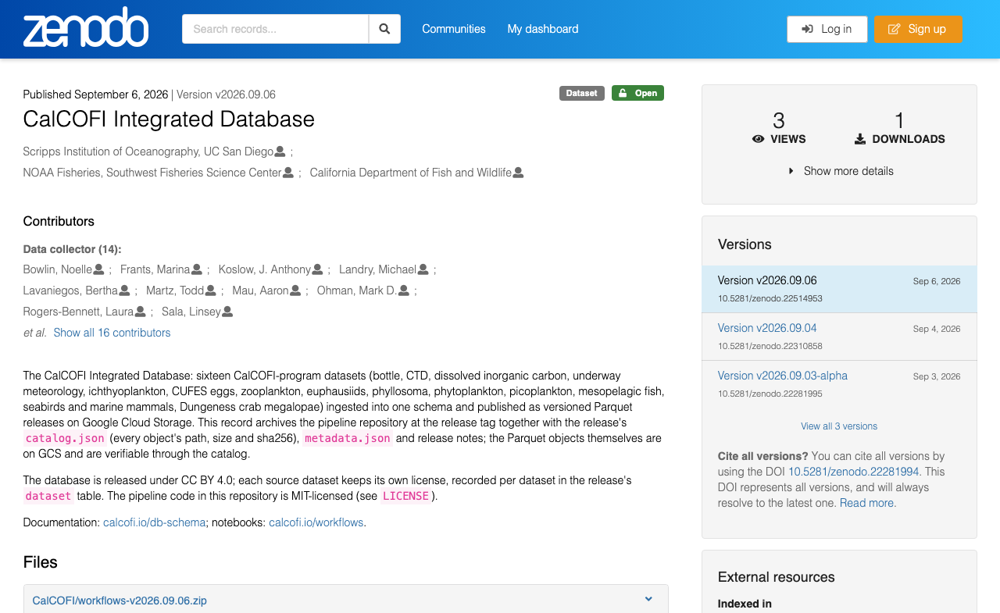 zenodo
Search records...
Communities
My dashboard
Log in
Sign up
Published September 6, 2026 | Version v2026.09.06
Dataset
Open
CalCOFI Integrated Database
Scripps Institution of Oceanography, UC San Diego ;
NOAA Fisheries, Southwest Fisheries Science Center ; California Department of Fish and Wildlife
Contributors
Data collector (14):
Bowlin, Noelle ; Frants, Marina ; Koslow, J. Anthony ; Landry, Michael ;
Lavaniegos, Bertha ; Martz, Todd ; Mau, Aaron ; Ohman, Mark D. ;
Rogers-Bennett, Laura ; Sala, Linsey
et al. Show all 16 contributors
The CalCOFI Integrated Database: sixteen CalCOFI-program datasets (bottle, CTD, dissolved inorganic carbon, underway
meteorology, ichthyoplankton, CUFES eggs, zooplankton, euphausiids, phyllosoma, phytoplankton, picoplankton, mesopelagic fish,
seabirds and marine mammals, Dungeness crab megalopae) ingested into one schema and published as versioned Parquet
releases on Google Cloud Storage. This record archives the pipeline repository at the release tag together with the release's
catalog.json (every object's path, size and sha256), metadata.json and release notes; the Parquet objects themselves are
on GCS and are verifiable through the catalog.
The database is released under CC BY 4.0; each source dataset keeps its own license, recorded per dataset in the release's
dataset table. The pipeline code in this repository is MIT-licensed (see LICENSE).
Documentation: calcofi.io/db-schema; notebooks: calcofi.io/workflows.
Files
CalCOFI/workflows-v2026.09.06.zip
3
VIEWS
1
DOWNLOADS
Show more details
Versions
Version v2026.09.06 Sep 6, 2026
10.5281/zenodo.22514953
Version v2026.09.04 Sep 4, 2026
10.5281/zenodo.22310858
Version v2026.09.03-alpha Sep 3, 2026
10.5281/zenodo.22281995
View all 3 versions
Cite all versions? You can cite all versions by
using the DOI 10.5281/zenodo.22281994. This
DOI represents all versions, and will always
resolve to the latest one. Read more.
External resources
Indexed in